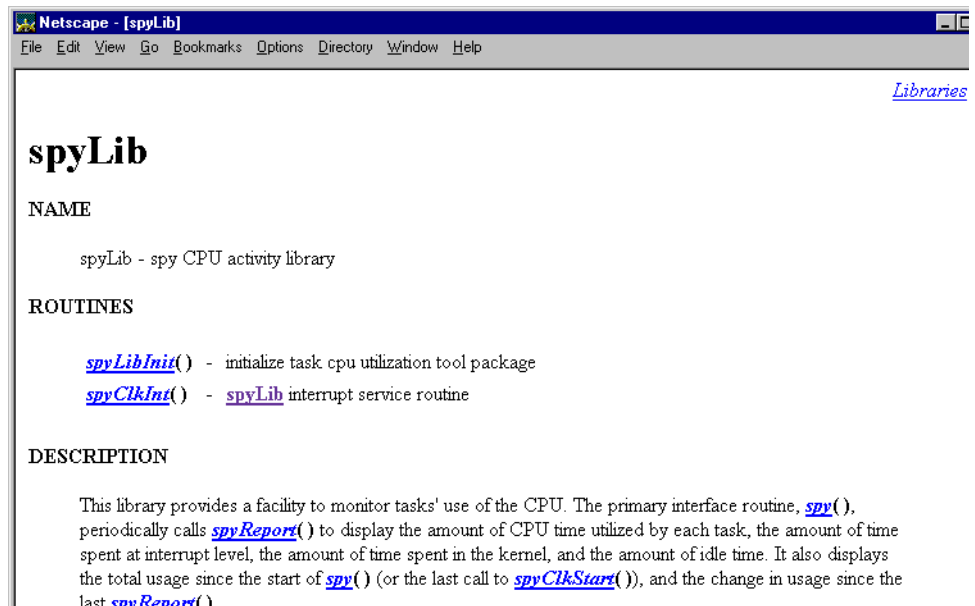 Netscape - [spyLib]
File Edit View Go Bookmarks Options Directory Window Help
Libraries
spyLib
NAME
spyLib - spy CPU activity library
ROUTINES
spyLibInit( ) - initialize task cpu utilization tool package
spyClkInt( ) - spyLib interrupt service routine
DESCRIPTION
This library provides a facility to monitor tasks' use of the CPU. The primary interface routine, spy( ),
periodically calls spyReport( ) to display the amount of CPU time utilized by each task, the amount of time
spent at interrupt level, the amount of time spent in the kernel, and the amount of idle time. It also displays
the total usage since the start of spy( ) (or the last call to spyClkStart( )), and the change in usage since the
last spyReport( ).